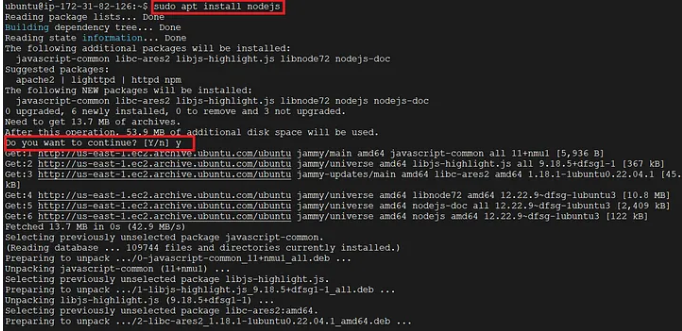 ubuntu@ip-172-31-82-126:~$ sudo apt install nodejs
Reading package lists... Done
Building dependency tree... Done
Reading state information... Done
The following additional packages will be installed:
javascript-common libc-ares2 libjs-highlight.js libnode72 nodejs-doc
Suggested packages:
apache2 | lighttpd | httpd npm
The following NEW packages will be installed:
javascript-common libc-ares2 libjs-highlight.js libnode72 nodejs nodejs-doc
0 upgraded, 6 newly installed, 0 to remove and 3 not upgraded.
Need to get 13.7 MB of archives.
After this operation, 53.9 MB of additional disk space will be used.
Do you want to continue? [Y/n] y
Get:1 http://us-east-1.ec2.archive.ubuntu.com/ubuntu jammy/main amd64 javascript-common all 11+nmu1 [5,936 B]
Get:2 http://us-east-1.ec2.archive.ubuntu.com/ubuntu jammy/universe amd64 libjs-highlight.js all 9.18.5+dfsg1-1 [367 kB]
Get:3 http://us-east-1.ec2.archive.ubuntu.com/ubuntu jammy-updates/main amd64 libc-ares2 amd64 1.18.1-1ubuntu0.22.04.1 [45.
kB]
Get:4 http://us-east-1.ec2.archive.ubuntu.com/ubuntu jammy/universe amd64 libnode72 amd64 12.22.9~dfsg-1ubuntu3 [10.8 MB]
Get:5 http://us-east-1.ec2.archive.ubuntu.com/ubuntu jammy/universe amd64 nodejs-doc all 12.22.9~dfsg-1ubuntu3 [2,409 kB]
Get:6 http://us-east-1.ec2.archive.ubuntu.com/ubuntu jammy/universe amd64 nodejs amd64 12.22.9~dfsg-1ubuntu3 [122 kB]
Fetched 13.7 MB in 0s (42.9 MB/s)
Selecting previously unselected package javascript-common.
(Reading database ... 109744 files and directories currently installed.)
Preparing to unpack .../0-javascript-common_11+nmu1_all.deb ...
Unpacking javascript-common (11+nmu1) ...
Selecting previously unselected package libjs-highlight.js.
Preparing to unpack .../1-libjs-highlight.js_9.18.5+dfsg1-1_all.deb ...
Unpacking libjs-highlight.js (9.18.5+dfsg1-1) ...
Selecting previously unselected package libc-ares2:amd64.
Preparing to unpack .../2-libc-ares2_1.18.1-1ubuntu0.22.04.1_amd64.deb ...